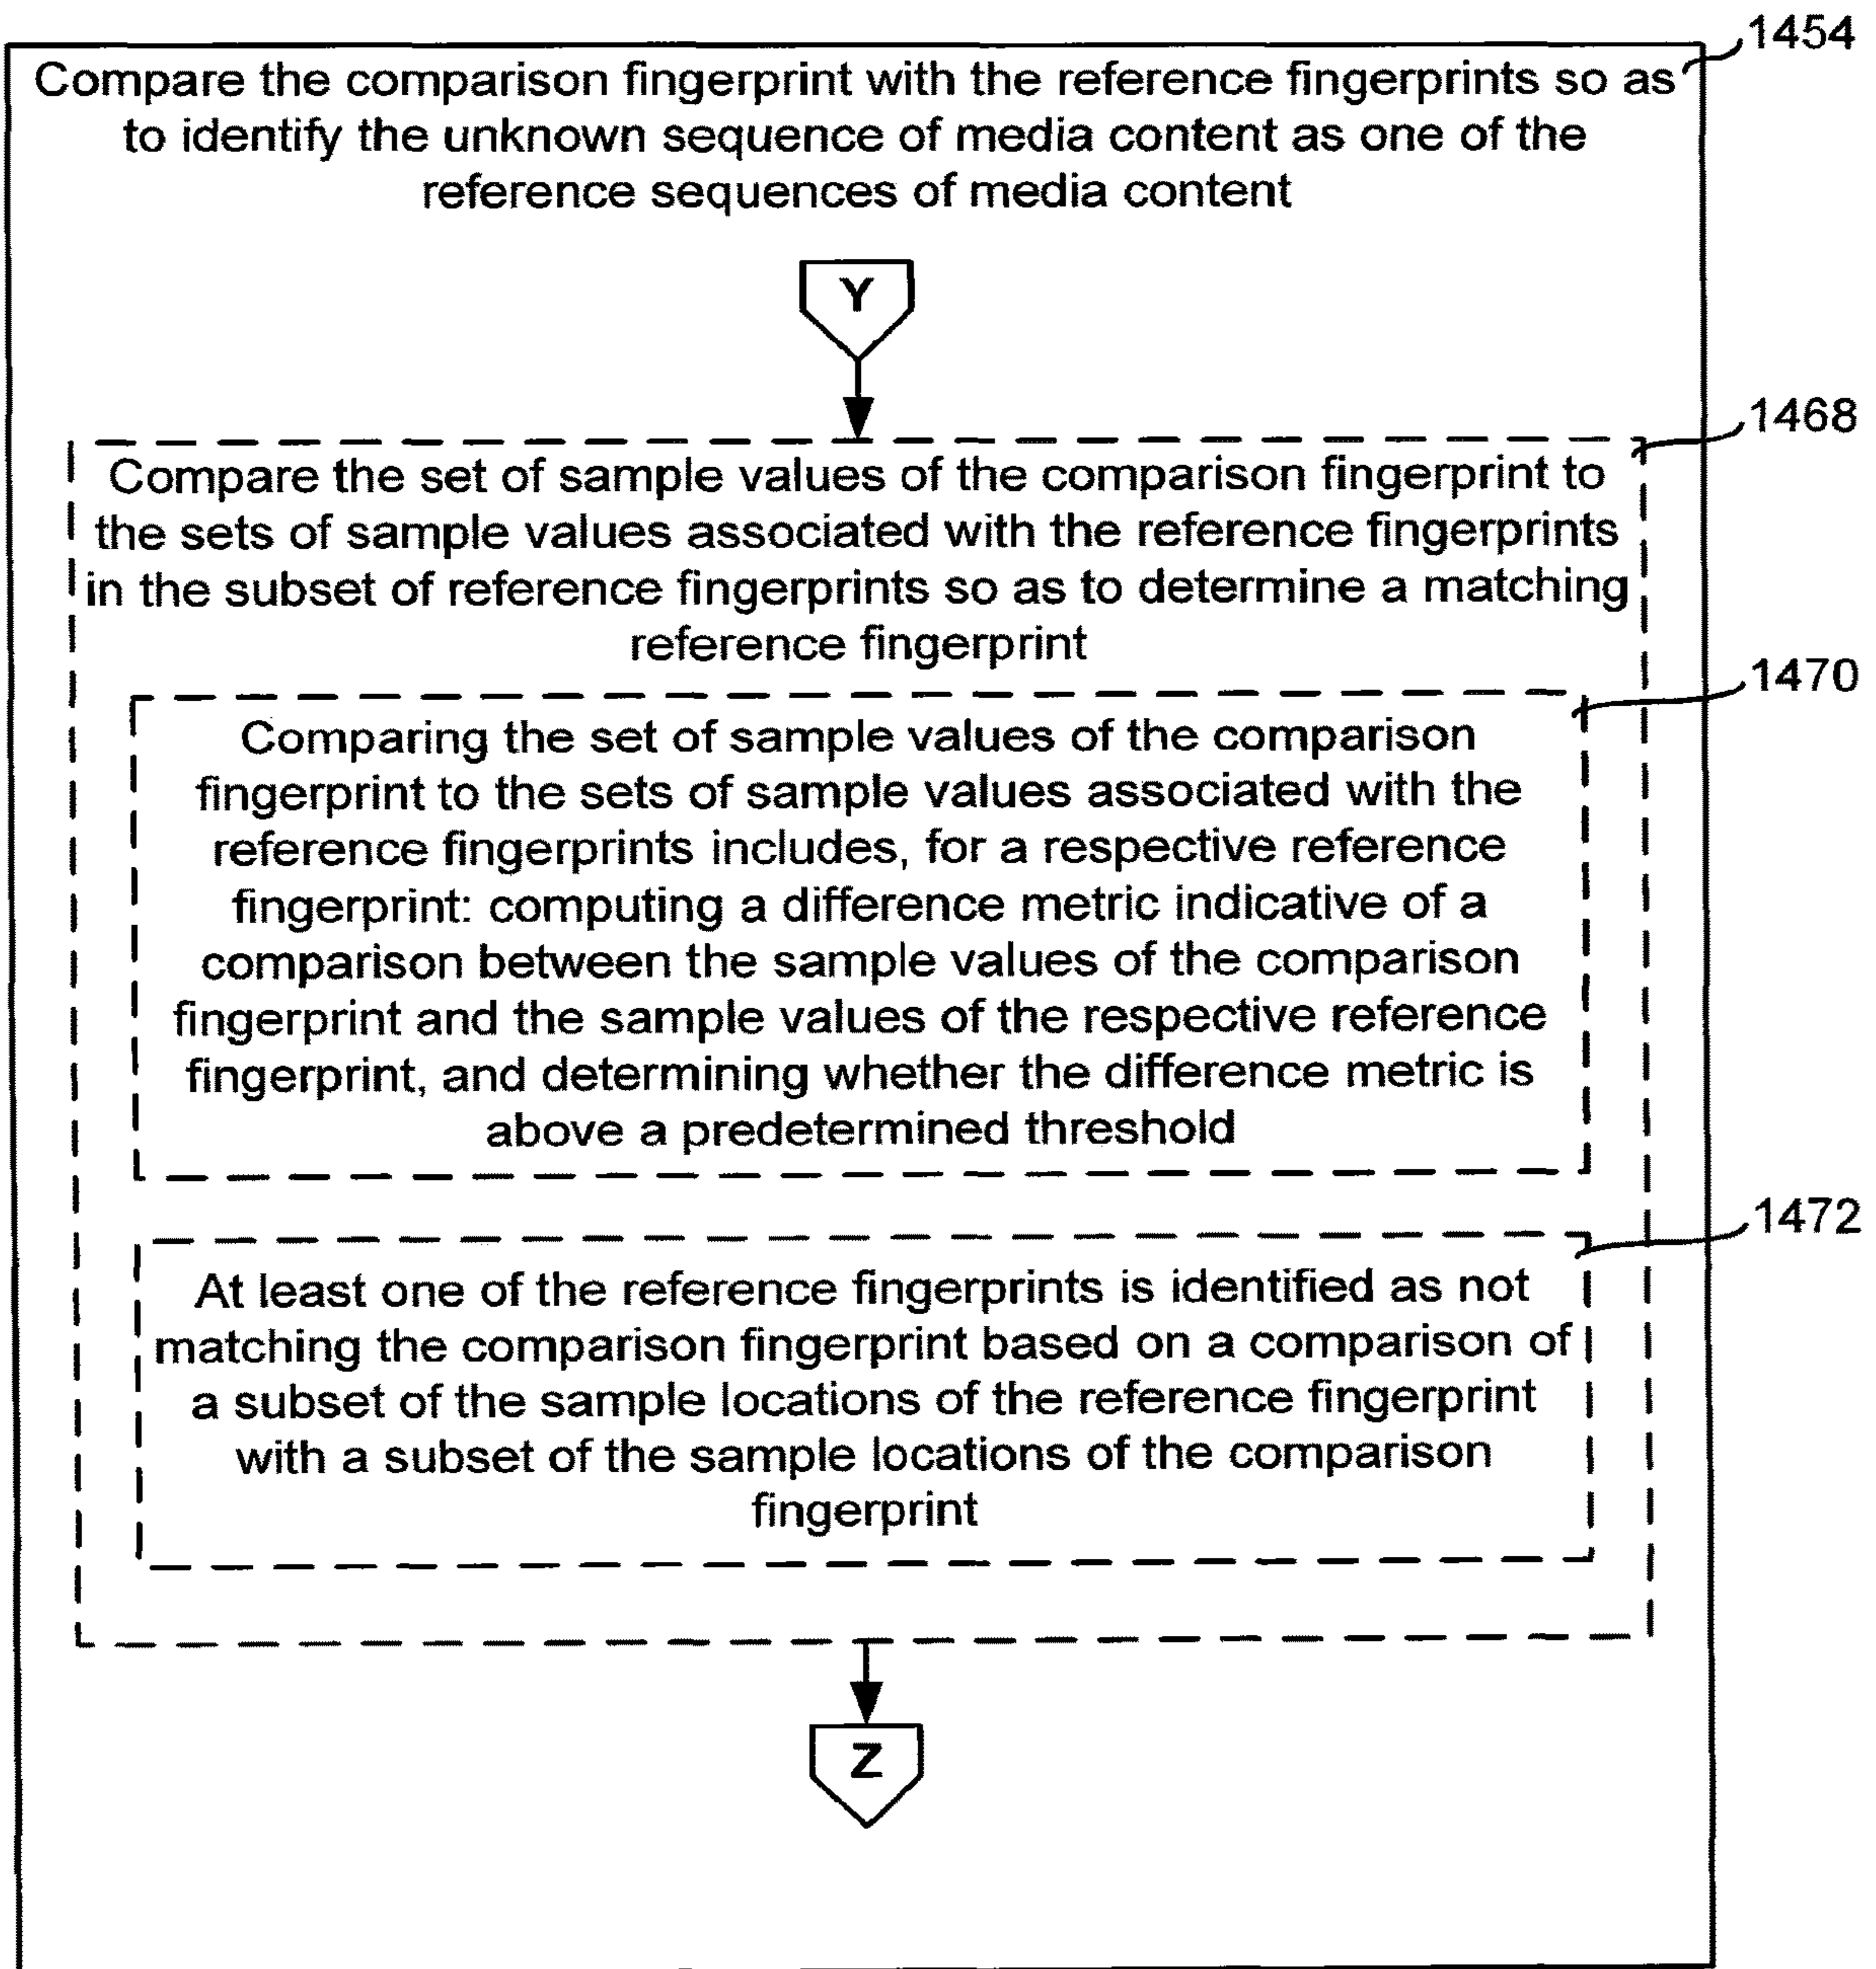 1454
Compare the comparison fingerprint with the reference fingerprints so as
to identify the unknown sequence of media content as one of the
reference sequences of media content
Y
1468
Compare the set of sample values of the comparison fingerprint to
the sets of sample values associated with the reference fingerprints
in the subset of reference fingerprints so as to determine a matching
reference fingerprint
1470
Comparing the set of sample values of the comparison
fingerprint to the sets of sample values associated with the
reference fingerprints includes, for a respective reference
fingerprint: computing a difference metric indicative of a
comparison between the sample values of the comparison
fingerprint and the sample values of the respective reference
fingerprint, and determining whether the difference metric is
above a predetermined threshold
1472
At least one of the reference fingerprints is identified as not
matching the comparison fingerprint based on a comparison of
a subset of the sample locations of the reference fingerprint
with a subset of the sample locations of the comparison
fingerprint
Z